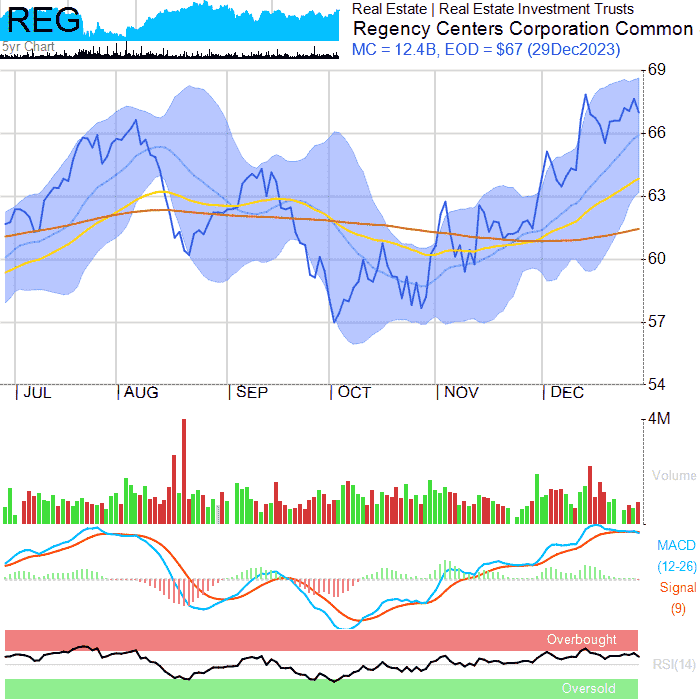 REG
5yr Chart
Real Estate | Real Estate Investment Trusts
Regency Centers Corporation Common
MC = 12.4B, EOD = $67 (29Dec2023)
69
66
63
60
57
54
JUL AUG SEP OCT NOV DEC
4M
Volume
MACD
(12-26)
Signal
(9)
Overbought
RSI(14)
Oversold